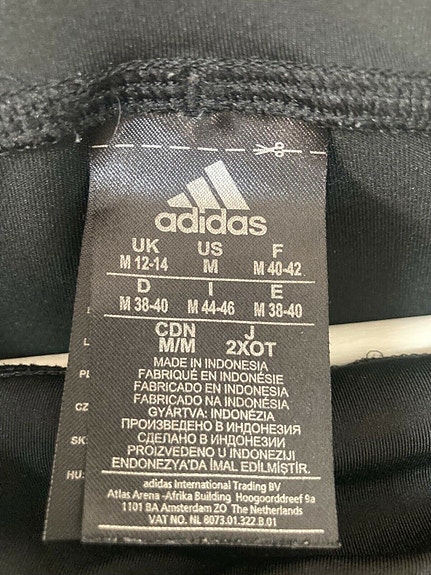 adidas
UK US F
M 12-14 M M 40-42
D I E
M 38-40 M 44-46 M 38-40
CDN J
M/M 2XOT
MADE IN INDONESIA
FABRIQUÉ EN INDONÉSIE
FABRICADO EN INDONESIA
FABRICADO NA INDONÉSIA
GYÁRTVA: INDONÉZIA
ПРОИЗВЕДЕНО В ИНДОНЕЗИЯ
СДЕЛАНО В ИНДОНЕЗИИ
PROIZVEDENO U INDONEZIJI
ENDONEZYA'DA İMAL EDİLMİŞTİR.
adidas International Trading BV
Atlas Arena -Afrika Building Hoogoorddreef 9a
1101 BA Amsterdam ZO The Netherlands
VAT NO. NL 8073.01.322.B.01
CZ
SK:
HU: